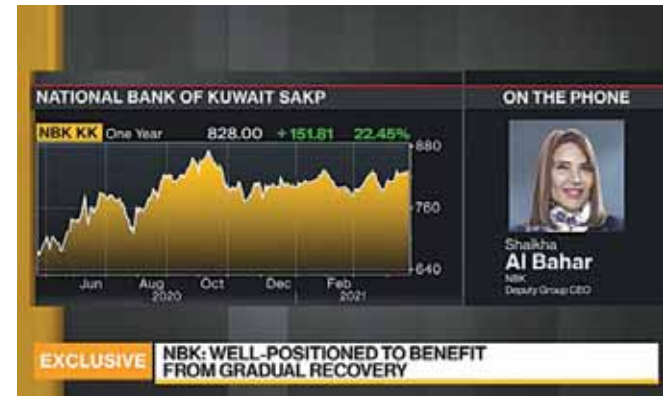 NATIONAL BANK OF KUWAIT SAKP
NBK KK One Year 828.00 +151.81 22.45%
880
760
640
Jun Aug Oct Dec Feb
2020 2021
ON THE PHONE
Shaikha
Al Bahar
NBK
Deputy Group CEO
EXCLUSIVE
NBK: WELL-POSITIONED TO BENEFIT
FROM GRADUAL RECOVERY